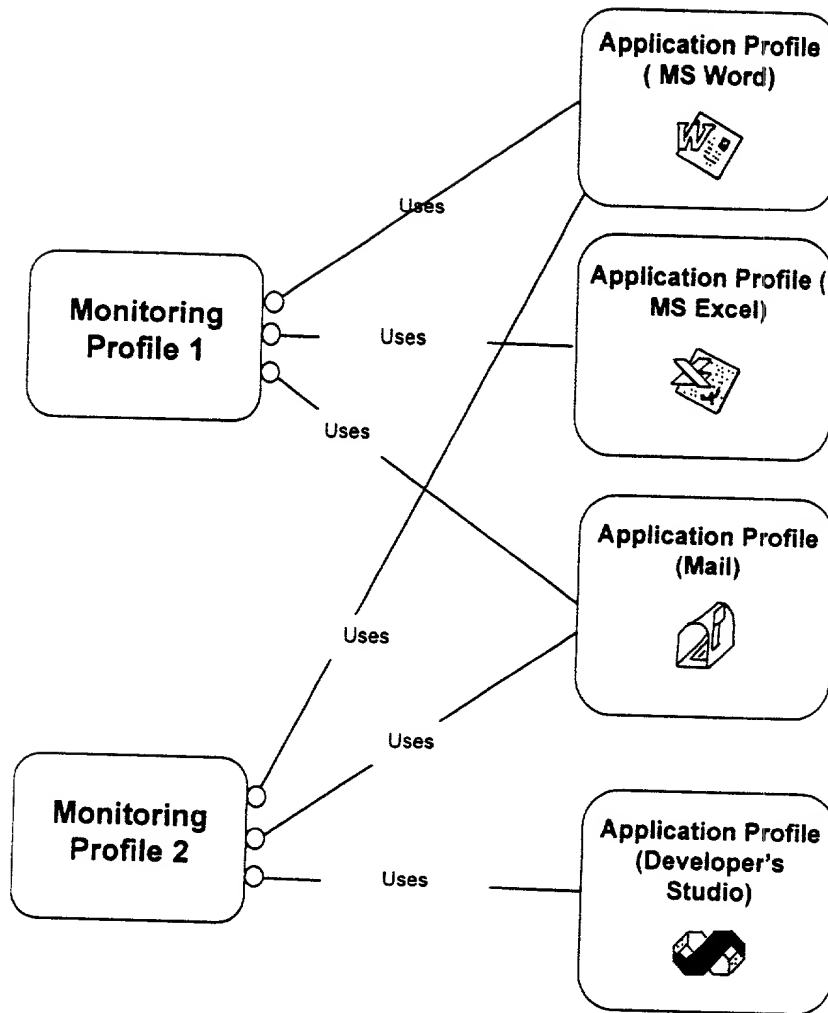 Application Profile
( MS Word)
W
Uses
Application Profile (
MS Excel)
Monitoring
Profile 1
Uses
Uses
Application Profile
(Mail)
Uses
Uses
Monitoring
Profile 2
Application Profile
(Developer's
Studio)
Uses